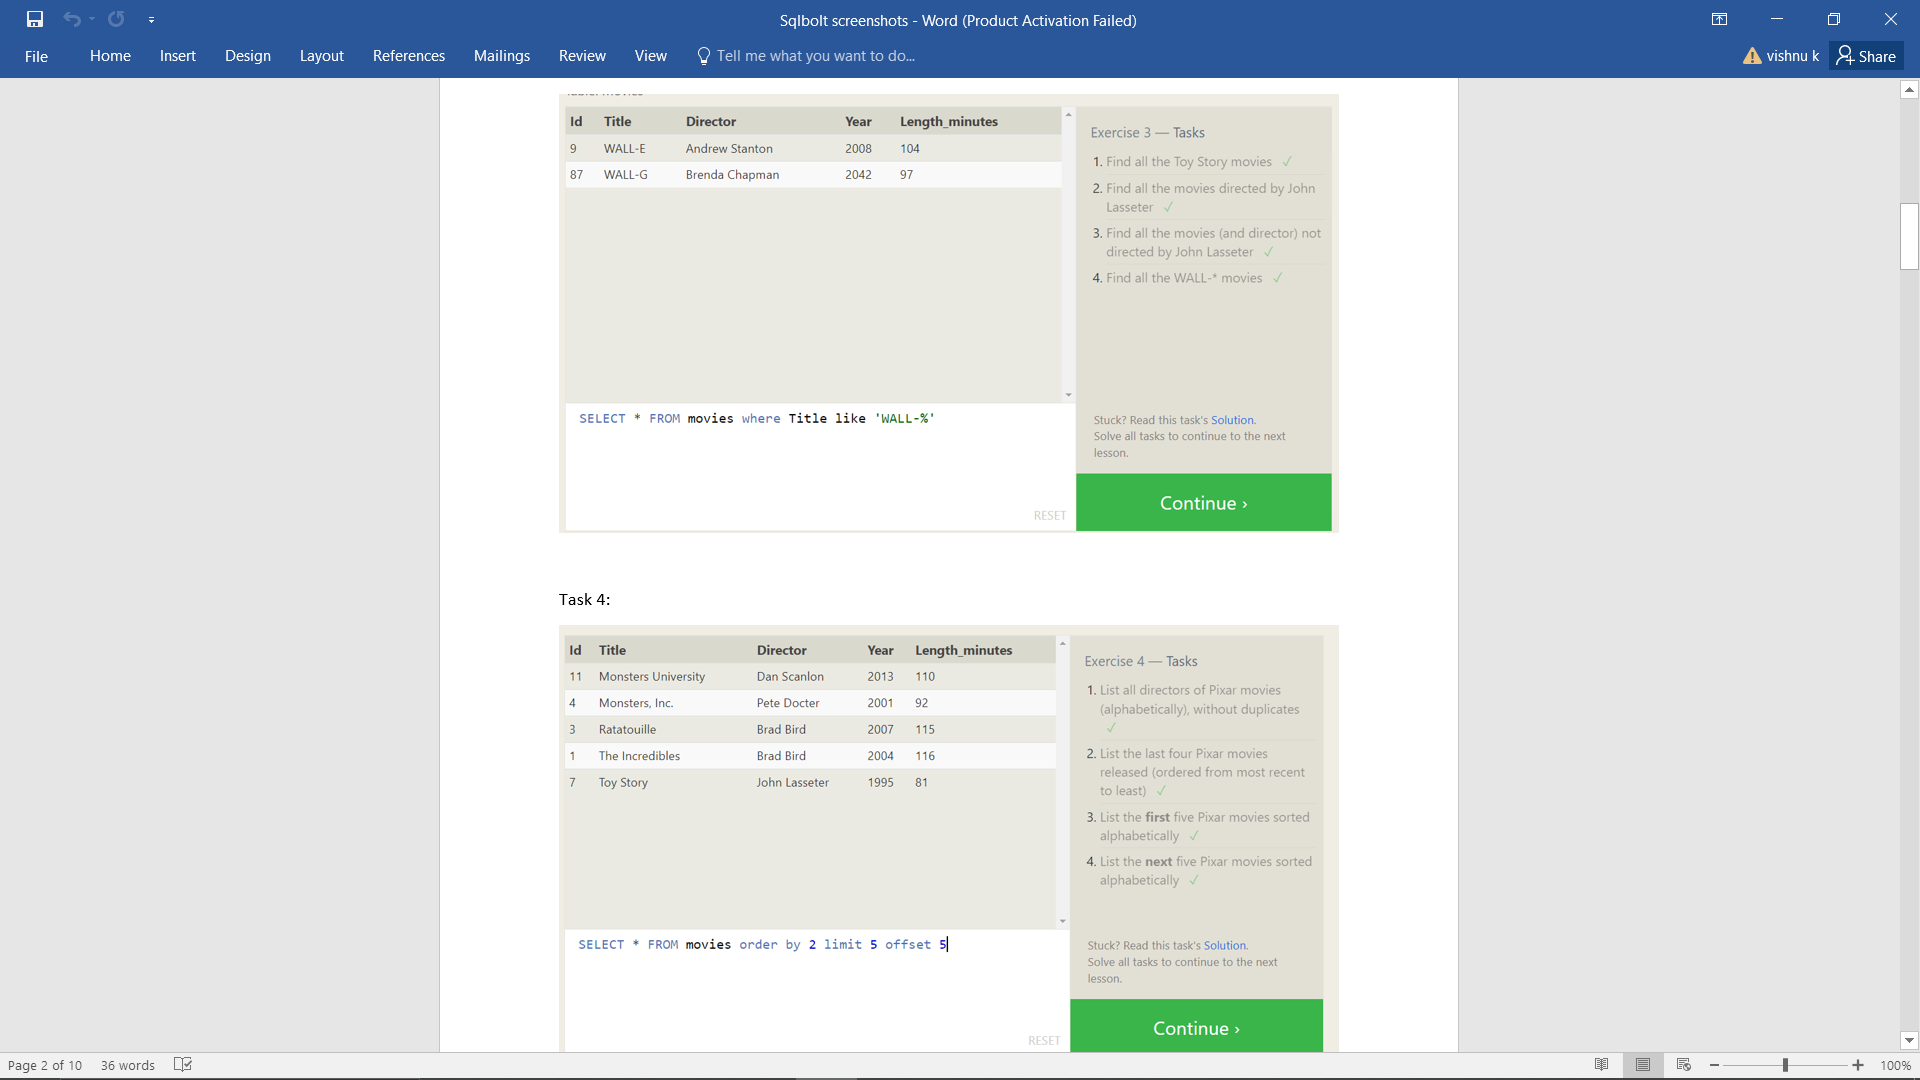 Sqlbolt screenshots - Word (Product Activation Failed)
File Home Insert Design Layout References Mailings Review View Tell me what you want to do... vishnu k Share
Id Title Director Year Length_minutes
9 WALL-E Andrew Stanton 2008 104
87 WALL-G Brenda Chapman 2042 97
Exercise 3 — Tasks
1. Find all the Toy Story movies ✓
2. Find all the movies directed by John
Lasseter ✓
3. Find all the movies (and director) not
directed by John Lasseter ✓
4. Find all the WALL-* movies ✓
SELECT * FROM movies where Title like 'WALL-%'
RESET
Stuck? Read this task's Solution.
Solve all tasks to continue to the next
lesson.
Continue ›
Task 4:
Id Title Director Year Length_minutes
11 Monsters University Dan Scanlon 2013 110
4 Monsters, Inc. Pete Docter 2001 92
3 Ratatouille Brad Bird 2007 115
1 The Incredibles Brad Bird 2004 116
7 Toy Story John Lasseter 1995 81
Exercise 4 — Tasks
1. List all directors of Pixar movies
(alphabetically), without duplicates
✓
2. List the last four Pixar movies
released (ordered from most recent
to least) ✓
3. List the first five Pixar movies sorted
alphabetically ✓
4. List the next five Pixar movies sorted
alphabetically ✓
SELECT * FROM movies order by 2 limit 5 offset 5
RESET
Stuck? Read this task's Solution.
Solve all tasks to continue to the next
lesson.
Continue ›
Page 2 of 10 36 words 100%